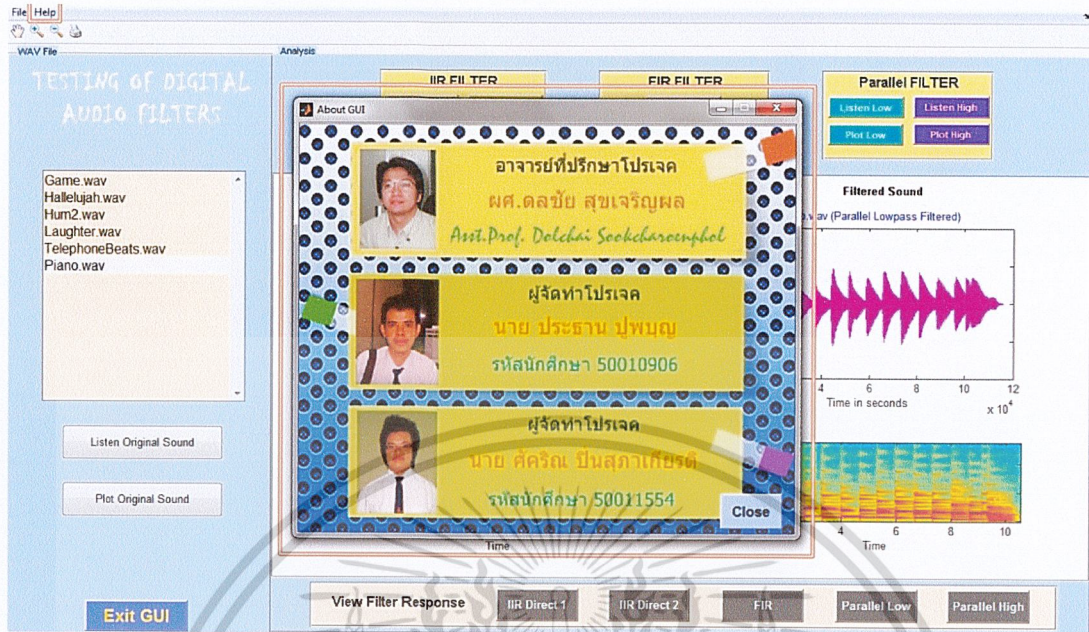 File Help
WAV File
Analysis
TESTING OF DIGITAL
AUDIO FILTERS
IIR FILTER
FIR FILTER
Parallel FILTER
Listen Low
Listen High
Plot Low
Plot High
Game.wav
Hallelujah.wav
Hum2.wav
Laughter.wav
TelephoneBeats.wav
Piano.wav
Listen Original Sound
Plot Original Sound
Exit GUI
About GUI
อาจารย์ที่ปรึกษาโปรเจค
ผศ.ดลชัย สุขเจริญผล
Asst.Prof. Dolchai Sookcharoenphol
ผู้จัดทำโปรเจค
นาย ประธาน ปูพบุญ
รหัสนักศึกษา 50010906
ผู้จัดทำโปรเจค
นาย ศัคริณ ปิ่นสุภาเกียรติ
รหัสนักศึกษา 50011554
Close
Filtered Sound
.wav (Parallel Lowpass Filtered)
4 6 8 10 12
Time in seconds
x 10⁴
4 6 8 10
Time
Time
View Filter Response
IIR Direct 1
IIR Direct 2
FIR
Parallel Low
Parallel High